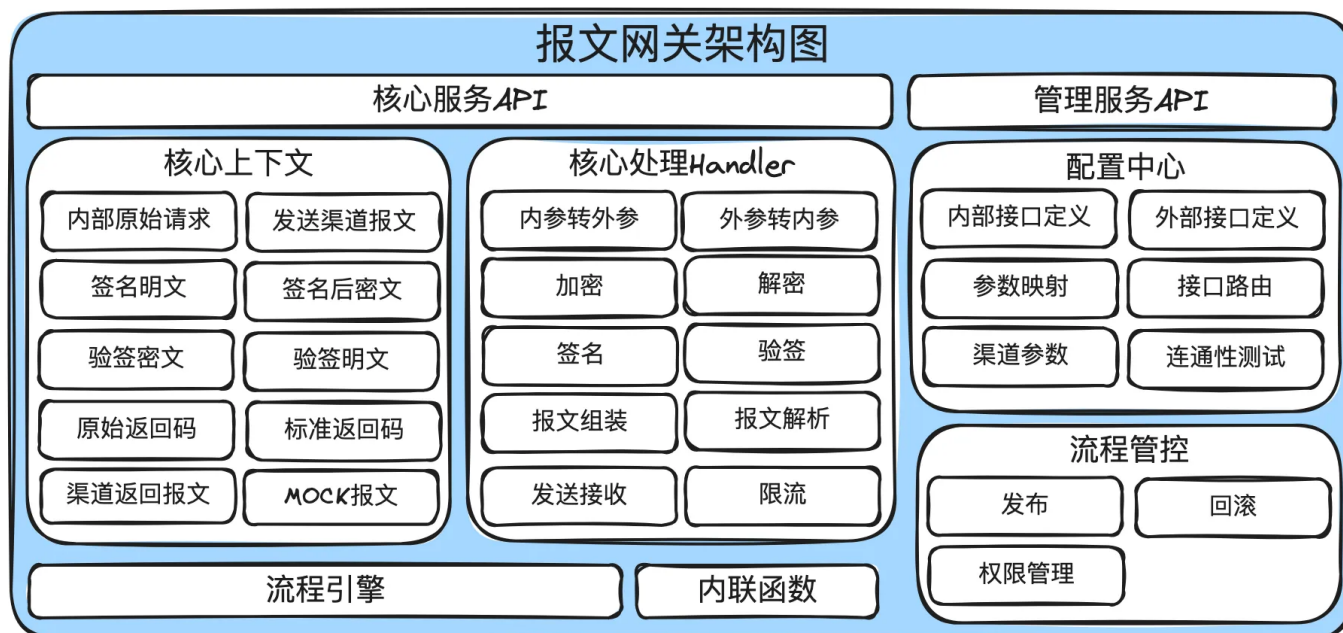 报文网关架构图
核心服务API
管理服务API
核心上下文
内部原始请求
发送渠道报文
签名明文
签名后密文
验签密文
验签明文
原始返回码
标准返回码
渠道返回报文
MOCK报文
核心处理Handler
内参转外参
外参转内参
加密
解密
签名
验签
报文组装
报文解析
发送接收
限流
配置中心
内部接口定义
外部接口定义
参数映射
接口路由
渠道参数
连通性测试
流程管控
发布
回滚
权限管理
流程引擎
内联函数